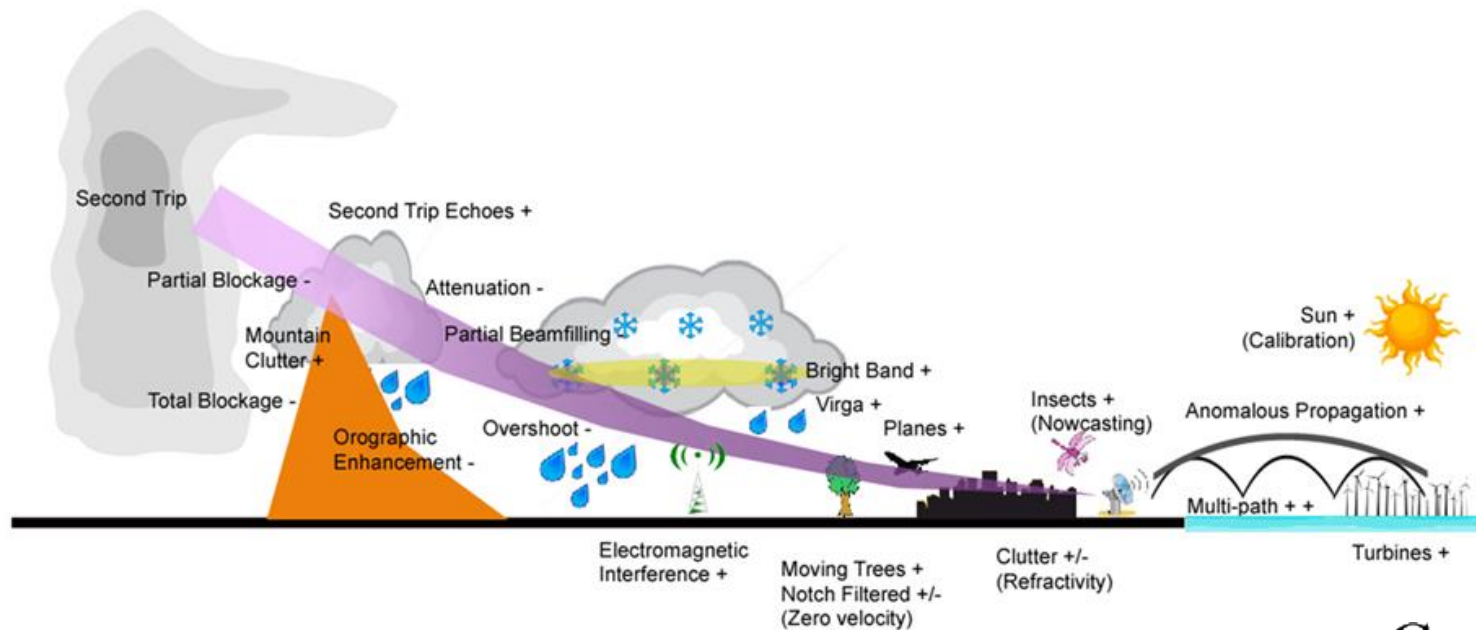 Second Trip
Second Trip Echoes +
Partial Blockage -
Attenuation -
Mountain
Clutter +
Partial Beamfilling -
Total Blockage -
Orographic
Enhancement -
Overshoot -
Bright Band +
Virga +
Planes +
Insects +
(Nowcasting)
Sun +
(Calibration)
Anomalous Propagation +
Multi-path + +
Electromagnetic
Interference +
Moving Trees +
Notch Filtered +/-
(Zero velocity)
Clutter +/-
(Refractivity)
Turbines +